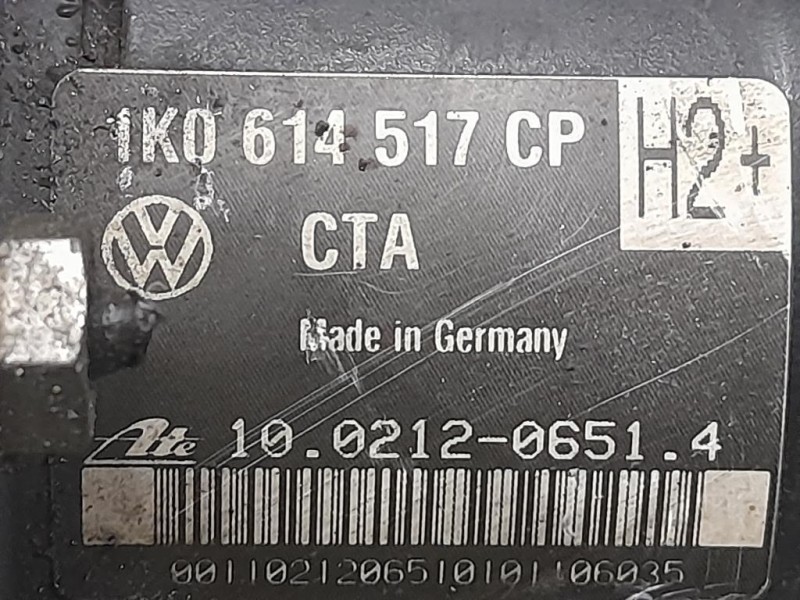 1K0 614 517 CP
H2+
CTA
Made in Germany
Ate 10.0212-0651.4
00110212065101011106035